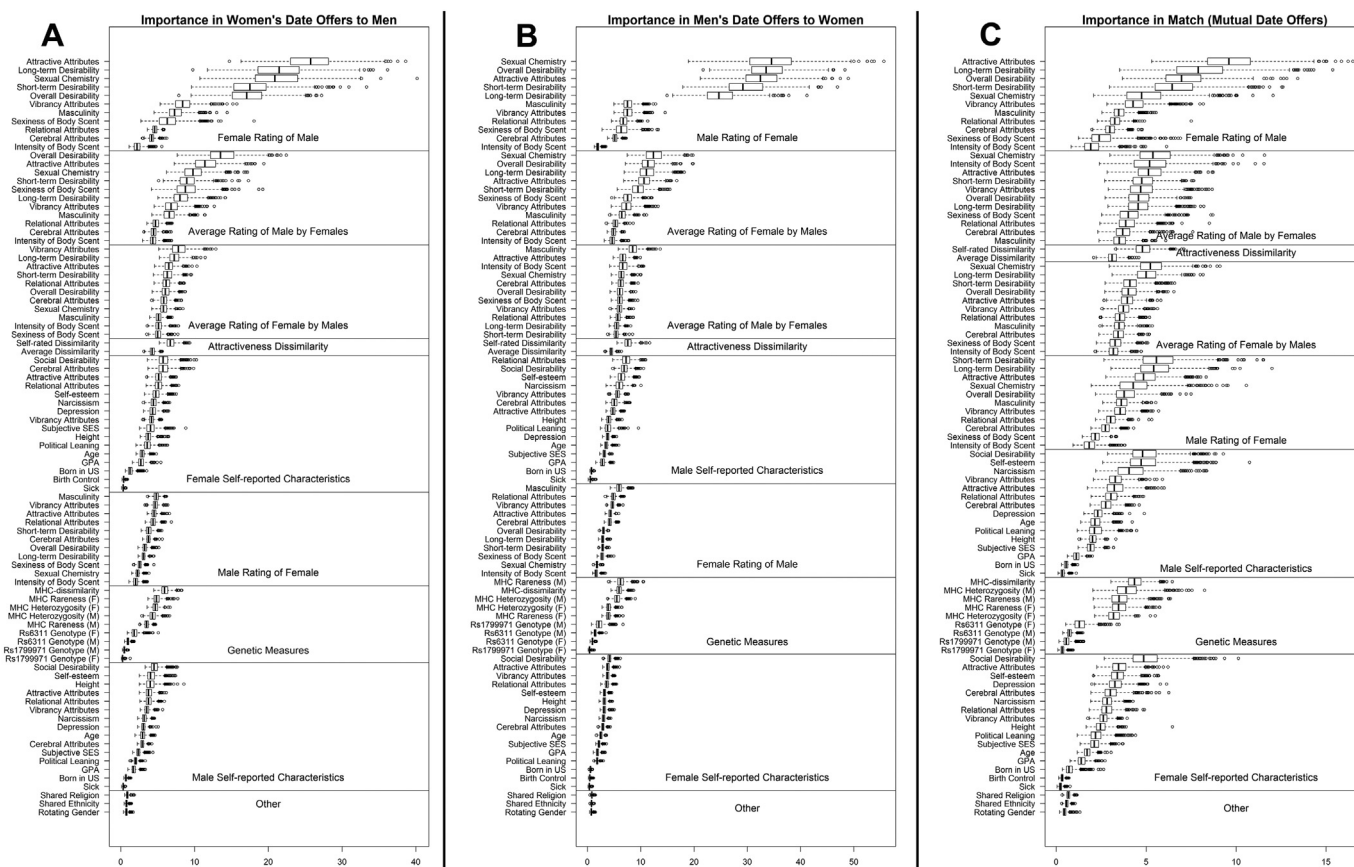 A
Importance in Women's Date Offers to Men
Attractive Attributes
Long-term Desirability
Sexual Chemistry
Short-term Desirability
Overall Desirability
Vibrancy Attributes
Masculinity
Sexiness of Body Scent
Relational Attributes
Cerebral Attributes
Intensity of Body Scent
Female Rating of Male
Overall Desirability
Attractive Attributes
Sexual Chemistry
Short-term Desirability
Sexiness of Body Scent
Long-term Desirability
Vibrancy Attributes
Masculinity
Relational Attributes
Cerebral Attributes
Intensity of Body Scent
Average Rating of Male by Females
Vibrancy Attributes
Long-term Desirability
Attractive Attributes
Short-term Desirability
Relational Attributes
Overall Desirability
Cerebral Attributes
Sexual Chemistry
Masculinity
Intensity of Body Scent
Sexiness of Body Scent
Average Rating of Female by Males
Self-rated Dissimilarity
Average Dissimilarity
Attractiveness Dissimilarity
Social Desirability
Cerebral Attributes
Attractive Attributes
Relational Attributes
Self-esteem
Narcissism
Depression
Vibrancy Attributes
Subjective SES
Height
Political Leaning
Age
GPA
Born in US
Birth Control
Sick
Female Self-reported Characteristics
Masculinity
Vibrancy Attributes
Attractive Attributes
Relational Attributes
Short-term Desirability
Cerebral Attributes
Overall Desirability
Long-term Desirability
Sexiness of Body Scent
Sexual Chemistry
Intensity of Body Scent
Male Rating of Female
MHC-dissimilarity
MHC Rareness (F)
MHC Heterozygosity (F)
MHC Heterozygosity (M)
MHC Rareness (M)
Rs6311 Genotype (F)
Rs6311 Genotype (M)
Rs1799971 Genotype (M)
Rs1799971 Genotype (F)
Genetic Measures
Social Desirability
Self-esteem
Height
Attractive Attributes
Relational Attributes
Vibrancy Attributes
Narcissism
Depression
Age
Cerebral Attributes
Subjective SES
Political Leaning
GPA
Born in US
Sick
Male Self-reported Characteristics
Shared Religion
Shared Ethnicity
Rotating Gender
Other
0 10 20 30 40
B
Importance in Men's Date Offers to Women
Sexual Chemistry
Overall Desirability
Attractive Attributes
Short-term Desirability
Long-term Desirability
Masculinity
Vibrancy Attributes
Relational Attributes
Sexiness of Body Scent
Cerebral Attributes
Intensity of Body Scent
Male Rating of Female
Sexual Chemistry
Overall Desirability
Long-term Desirability
Attractive Attributes
Short-term Desirability
Sexiness of Body Scent
Vibrancy Attributes
Masculinity
Relational Attributes
Cerebral Attributes
Intensity of Body Scent
Average Rating of Female by Males
Masculinity
Attractive Attributes
Intensity of Body Scent
Sexual Chemistry
Cerebral Attributes
Overall Desirability
Sexiness of Body Scent
Vibrancy Attributes
Relational Attributes
Long-term Desirability
Short-term Desirability
Average Rating of Male by Females
Self-rated Dissimilarity
Average Dissimilarity
Attractiveness Dissimilarity
Relational Attributes
Social Desirability
Self-esteem
Narcissism
Vibrancy Attributes
Cerebral Attributes
Attractive Attributes
Height
Political Leaning
Depression
Age
Subjective SES
GPA
Born in US
Sick
Male Self-reported Characteristics
Masculinity
Relational Attributes
Vibrancy Attributes
Attractive Attributes
Cerebral Attributes
Overall Desirability
Long-term Desirability
Short-term Desirability
Sexiness of Body Scent
Sexual Chemistry
Intensity of Body Scent
Female Rating of Male
MHC Rareness (M)
MHC-dissimilarity
MHC Heterozygosity (M)
MHC Heterozygosity (F)
MHC Rareness (F)
Rs1799971 Genotype (M)
Rs6311 Genotype (M)
Rs6311 Genotype (F)
Rs1799971 Genotype (F)
Genetic Measures
Social Desirability
Attractive Attributes
Vibrancy Attributes
Relational Attributes
Self-esteem
Height
Depression
Narcissism
Cerebral Attributes
Age
Subjective SES
GPA
Political Leaning
Born in US
Birth Control
Sick
Female Self-reported Characteristics
Shared Religion
Shared Ethnicity
Rotating Gender
Other
0 10 20 30 40 50
C
Importance in Match (Mutual Date Offers)
Attractive Attributes
Long-term Desirability
Overall Desirability
Short-term Desirability
Sexual Chemistry
Vibrancy Attributes
Masculinity
Relational Attributes
Cerebral Attributes
Sexiness of Body Scent
Intensity of Body Scent
Female Rating of Male
Sexual Chemistry
Intensity of Body Scent
Attractive Attributes
Short-term Desirability
Vibrancy Attributes
Overall Desirability
Long-term Desirability
Sexiness of Body Scent
Relational Attributes
Cerebral Attributes
Masculinity
Average Rating of Male by Females
Self-rated Dissimilarity
Average Dissimilarity
Attractiveness Dissimilarity
Sexual Chemistry
Long-term Desirability
Short-term Desirability
Overall Desirability
Attractive Attributes
Vibrancy Attributes
Relational Attributes
Masculinity
Cerebral Attributes
Sexiness of Body Scent
Intensity of Body Scent
Average Rating of Female by Males
Short-term Desirability
Long-term Desirability
Attractive Attributes
Sexual Chemistry
Overall Desirability
Masculinity
Vibrancy Attributes
Relational Attributes
Cerebral Attributes
Sexiness of Body Scent
Intensity of Body Scent
Male Rating of Female
Social Desirability
Self-esteem
Narcissism
Vibrancy Attributes
Attractive Attributes
Relational Attributes
Cerebral Attributes
Depression
Age
Political Leaning
Height
Subjective SES
GPA
Born in US
Sick
Male Self-reported Characteristics
MHC-dissimilarity
MHC Heterozygosity (M)
MHC Rareness (M)
MHC Rareness (F)
MHC Heterozygosity (F)
Rs6311 Genotype (F)
Rs6311 Genotype (M)
Rs1799971 Genotype (M)
Rs1799971 Genotype (F)
Genetic Measures
Social Desirability
Attractive Attributes
Self-esteem
Depression
Cerebral Attributes
Narcissism
Relational Attributes
Vibrancy Attributes
Height
Political Leaning
Subjective SES
Age
GPA
Born in US
Birth Control
Sick
Female Self-reported Characteristics
Shared Religion
Shared Ethnicity
Rotating Gender
Other
0 5 10 15